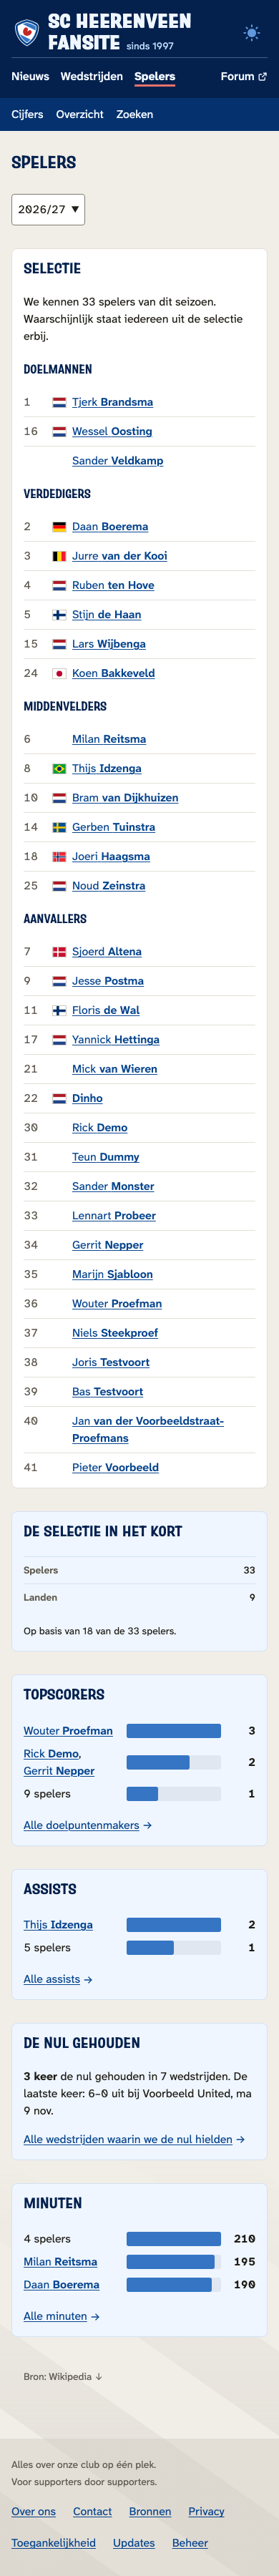 SC HEERENVEEN
FANSITE sinds 1997
Nieuws Wedstrijden Spelers Forum
Cijfers Overzicht Zoeken
SPELERS
2026/27 ▼
SELECTIE
We kennen 33 spelers van dit seizoen.
Waarschijnlijk staat iedereen uit de selectie
erbij.
DOELMANNEN
1 Tjerk Brandsma
16 Wessel Oosting
Sander Veldkamp
VERDEDIGERS
2 Daan Boerema
3 Jurre van der Kooi
4 Ruben ten Hove
5 Stijn de Haan
15 Lars Wijbenga
24 Koen Bakkeveld
MIDDENVELDERS
6 Milan Reitsma
8 Thijs Idzenga
10 Bram van Dijkhuizen
14 Gerben Tuinstra
18 Joeri Haagsma
25 Noud Zeinstra
AANVALLERS
7 Sjoerd Altena
9 Jesse Postma
11 Floris de Wal
17 Yannick Hettinga
21 Mick van Wieren
22 Dinho
30 Rick Demo
31 Teun Dummy
32 Sander Monster
33 Lennart Probeer
34 Gerrit Nepper
35 Marijn Sjabloon
36 Wouter Proefman
37 Niels Steekproef
38 Joris Testvoort
39 Bas Testvoort
40 Jan van der Voorbeeldstraat-
Proefmans
41 Pieter Voorbeeld
DE SELECTIE IN HET KORT
Spelers 33
Landen 9
Op basis van 18 van de 33 spelers.
TOPSCORERS
Wouter Proefman 3
Rick Demo,
Gerrit Nepper 2
9 spelers 1
Alle doelpuntenmakers →
ASSISTS
Thijs Idzenga 2
5 spelers 1
Alle assists →
DE NUL GEHOUDEN
3 keer de nul gehouden in 7 wedstrijden. De
laatste keer: 6–0 uit bij Voorbeeld United, ma
9 nov.
Alle wedstrijden waarin we de nul hielden →
MINUTEN
4 spelers 210
Milan Reitsma 195
Daan Boerema 190
Alle minuten →
Bron: Wikipedia ↓
Alles over onze club op één plek.
Voor supporters door supporters.
Over ons Contact Bronnen Privacy
Toegankelijkheid Updates Beheer